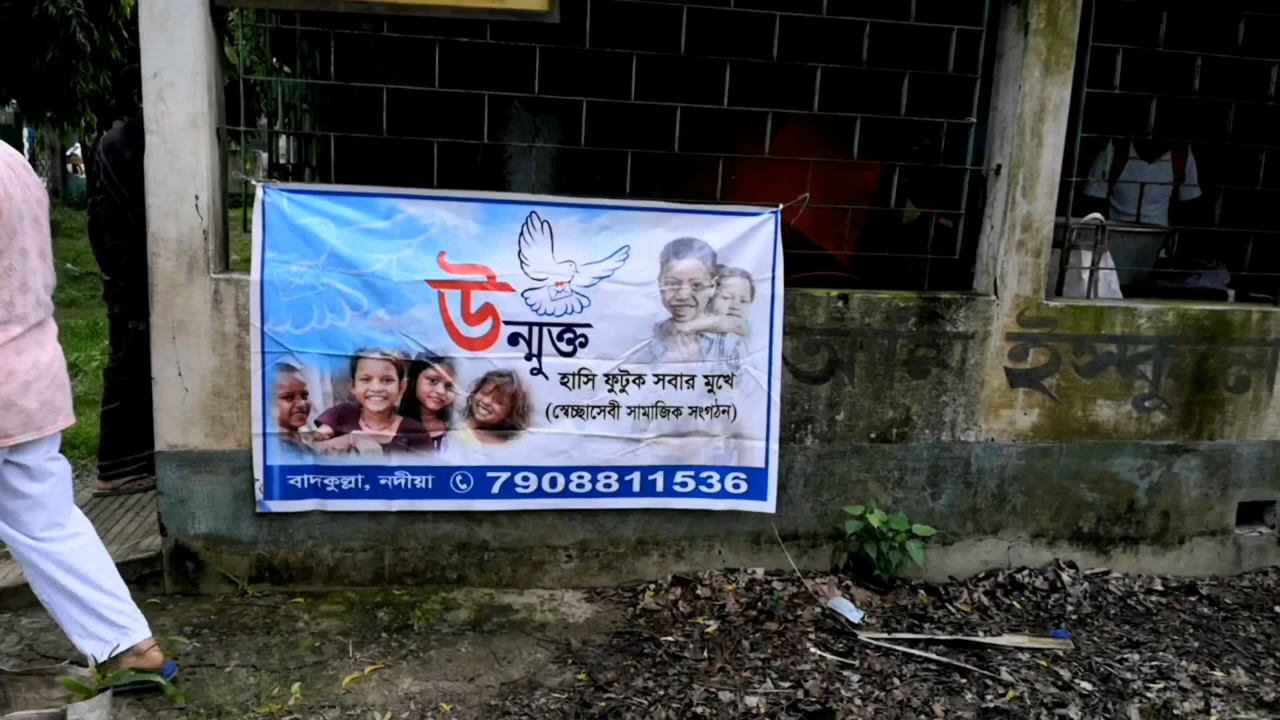 উন্মুক্ত
হাসি ফুটুক সবার মুখে
(স্বেচ্ছাসেবী সামাজিক সংগঠন)
বাদকুল্লা, নদীয়া 7908811536
ইস্কুল